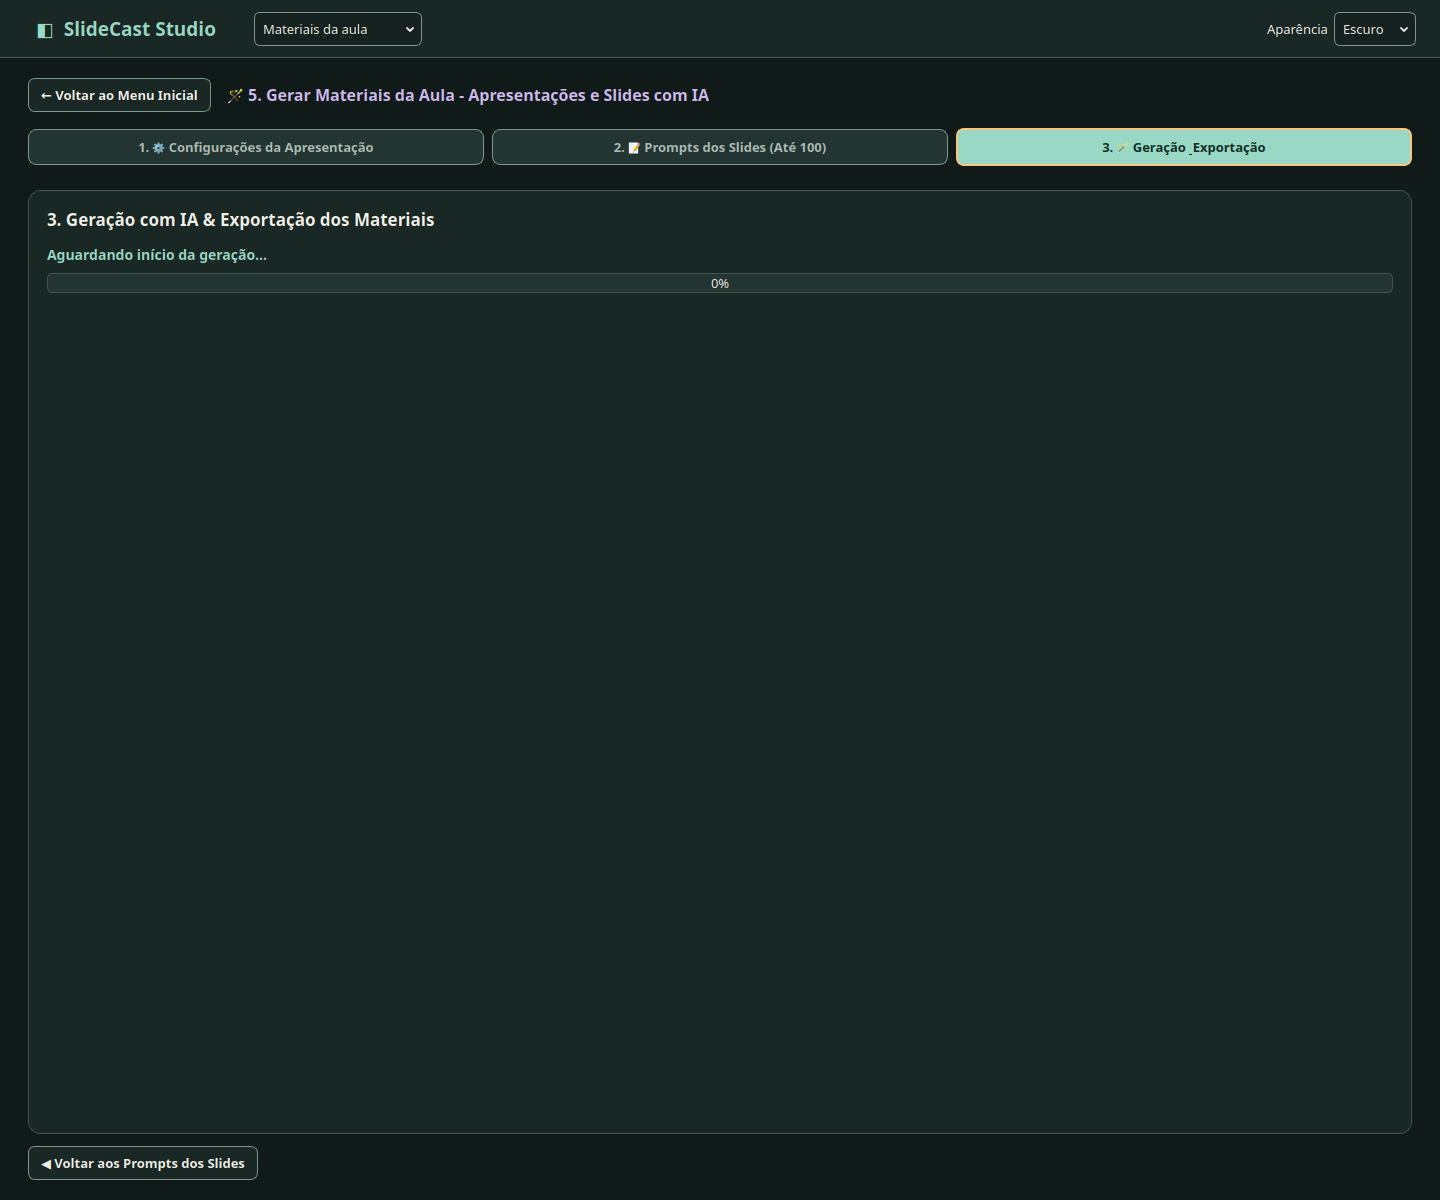 SlideCast Studio
Materiais da aula
Aparência
Escuro
← Voltar ao Menu Inicial
🪄 5. Gerar Materiais da Aula - Apresentações e Slides com IA
1. ⚙️ Configurações da Apresentação
2. 📝 Prompts dos Slides (Até 100)
3. 🪄 Geração _Exportação
3. Geração com IA & Exportação dos Materiais
Aguardando início da geração...
0%
◀ Voltar aos Prompts dos Slides